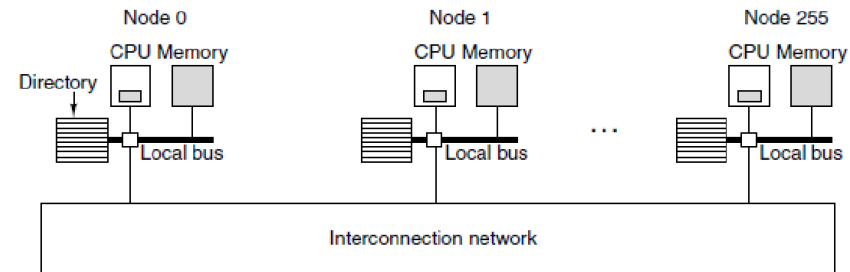 Node 0 Node 1 Node 255
CPU Memory CPU Memory CPU Memory
Directory
...
Local bus Local bus Local bus
Interconnection network